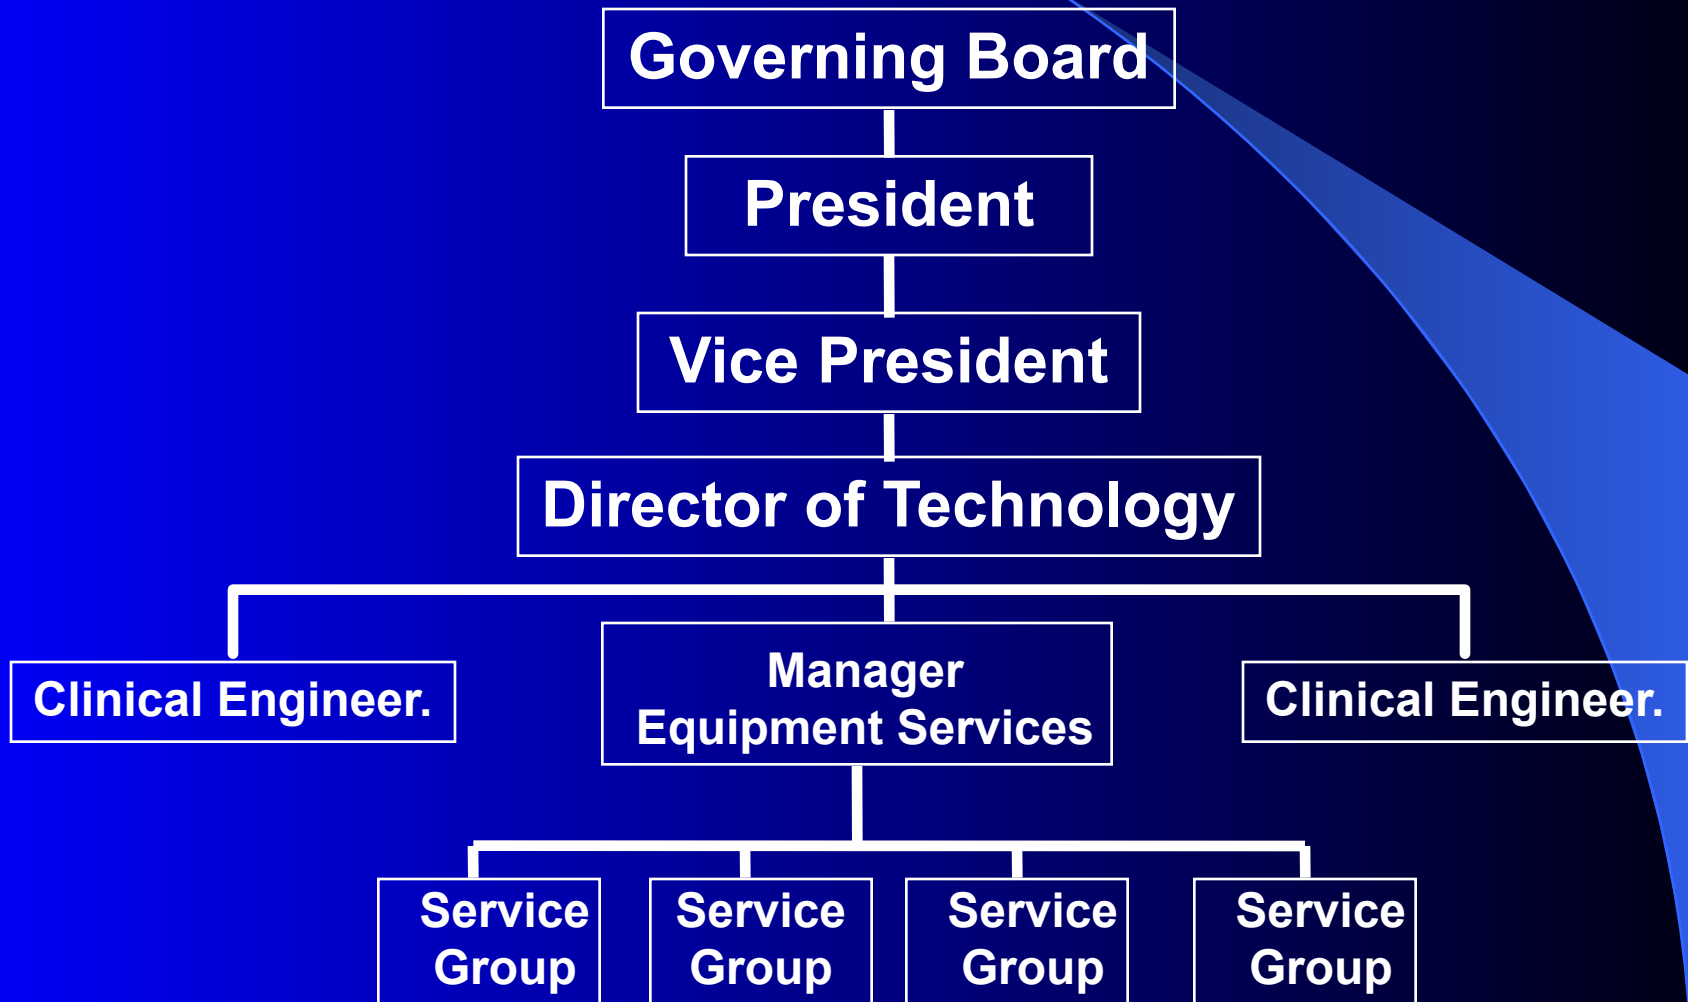 Governing Board
President
Vice President
Director of Technology
Clinical Engineer.
Manager
Equipment Services
Clinical Engineer.
Service
Group
Service
Group
Service
Group
Service
Group